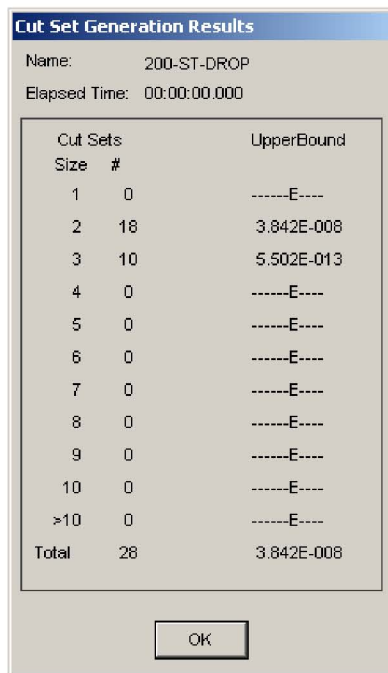 Cut Set Generation Results
Name: 200-ST-DROP
Elapsed Time: 00:00:00.000
Cut Sets UpperBound
Size #
1 0 ------E----
2 18 3.842E-008
3 10 5.502E-013
4 0 ------E----
5 0 ------E----
6 0 ------E----
7 0 ------E----
8 0 ------E----
9 0 ------E----
10 0 ------E----
>10 0 ------E----
Total 28 3.842E-008
OK